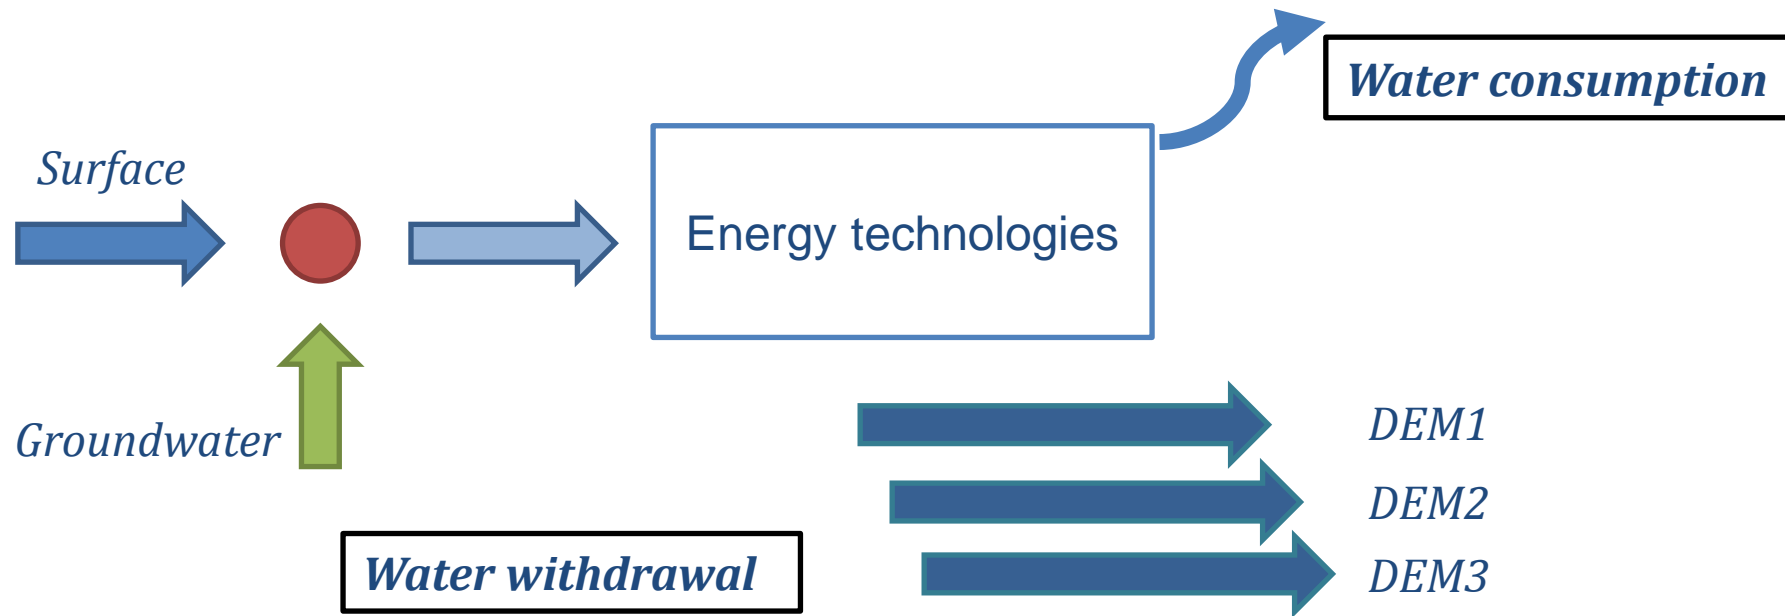 Water consumption
Surface
Energy technologies
Groundwater
DEM1
DEM2
Water withdrawal
DEM3